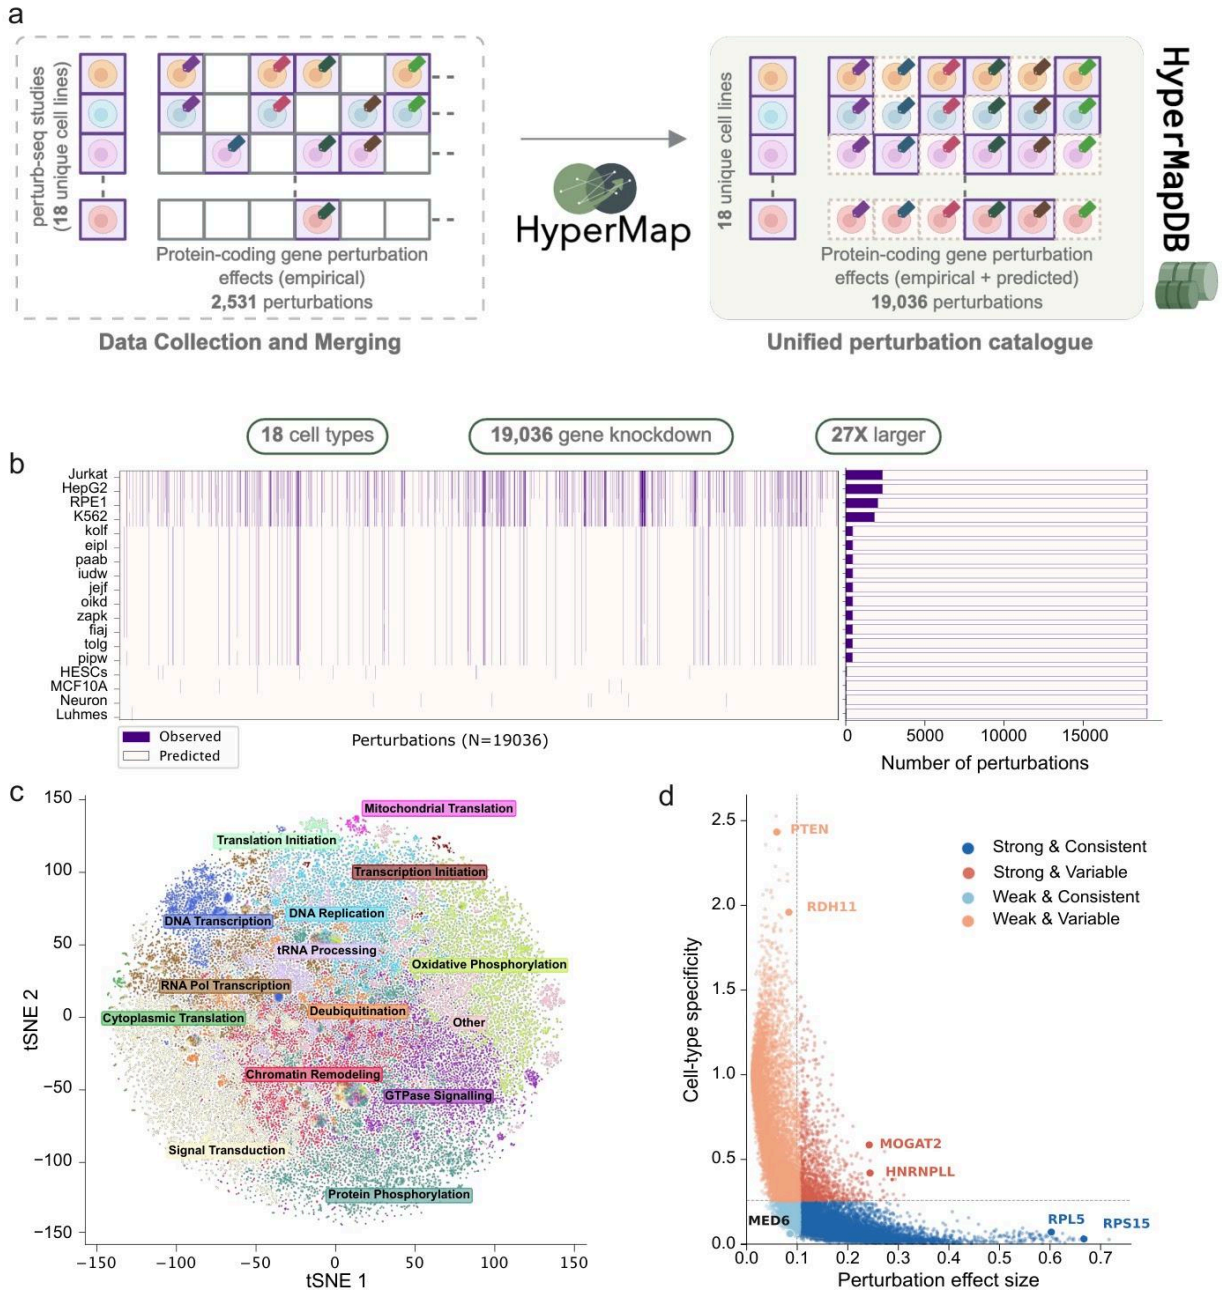 a
perturb-seq studies
(18 unique cell lines)
Protein-coding gene perturbation
effects (empirical)
2,531 perturbations
Data Collection and Merging
HyperMap
18 unique cell lines
Protein-coding gene perturbation
effects (empirical + predicted)
19,036 perturbations
Unified perturbation catalogue
HyperMapDB
18 cell types
19,036 gene knockdown
27X larger
b
Jurkat
HepG2
RPE1
K562
kolf
eipl
paab
iudw
jejf
oikd
zapk
fiaj
tolg
pipw
HESCs
MCF10A
Neuron
Luhmes
Observed
Predicted
Perturbations (N=19036)
0 5000 10000 15000
Number of perturbations
c
150
100
50
0
−50
−100
−150
tSNE 2
Mitochondrial Translation
Translation Initiation
Transcription Initiation
DNA Transcription
DNA Replication
tRNA Processing
Oxidative Phosphorylation
RNA Pol Transcription
Cytoplasmic Translation
Deubiquitination
Other
Chromatin Remodeling
GTPase Signalling
Signal Transduction
Protein Phosphorylation
−150 −100 −50 0 50 100 150
tSNE 1
d
2.5
2.0
1.5
1.0
0.5
0.0
Cell-type specificity
PTEN
RDH11
Strong & Consistent
Strong & Variable
Weak & Consistent
Weak & Variable
MOGAT2
HNRNPLL
MED6
RPL5
RPS15
0.0 0.1 0.2 0.3 0.4 0.5 0.6 0.7
Perturbation effect size